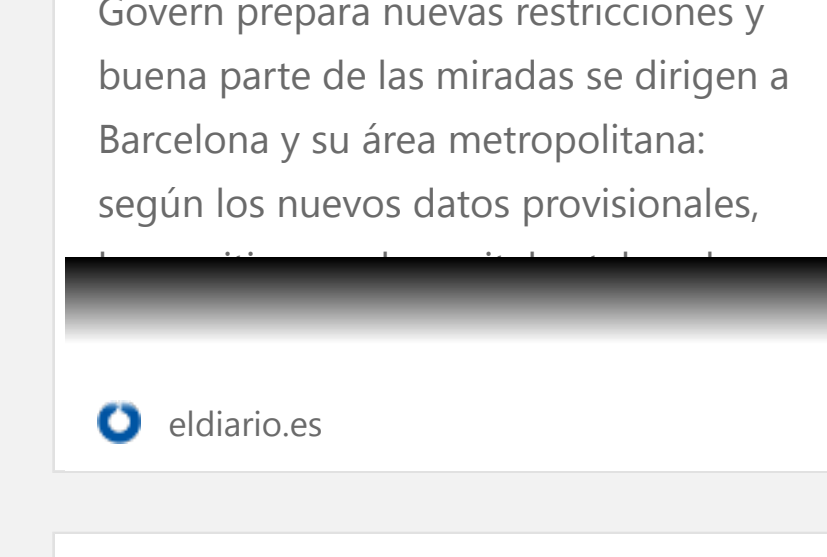 Govern prepara nuevas restricciones y
buena parte de las miradas se dirigen a
Barcelona y su área metropolitana:
según los nuevos datos provisionales,
eldiario.es